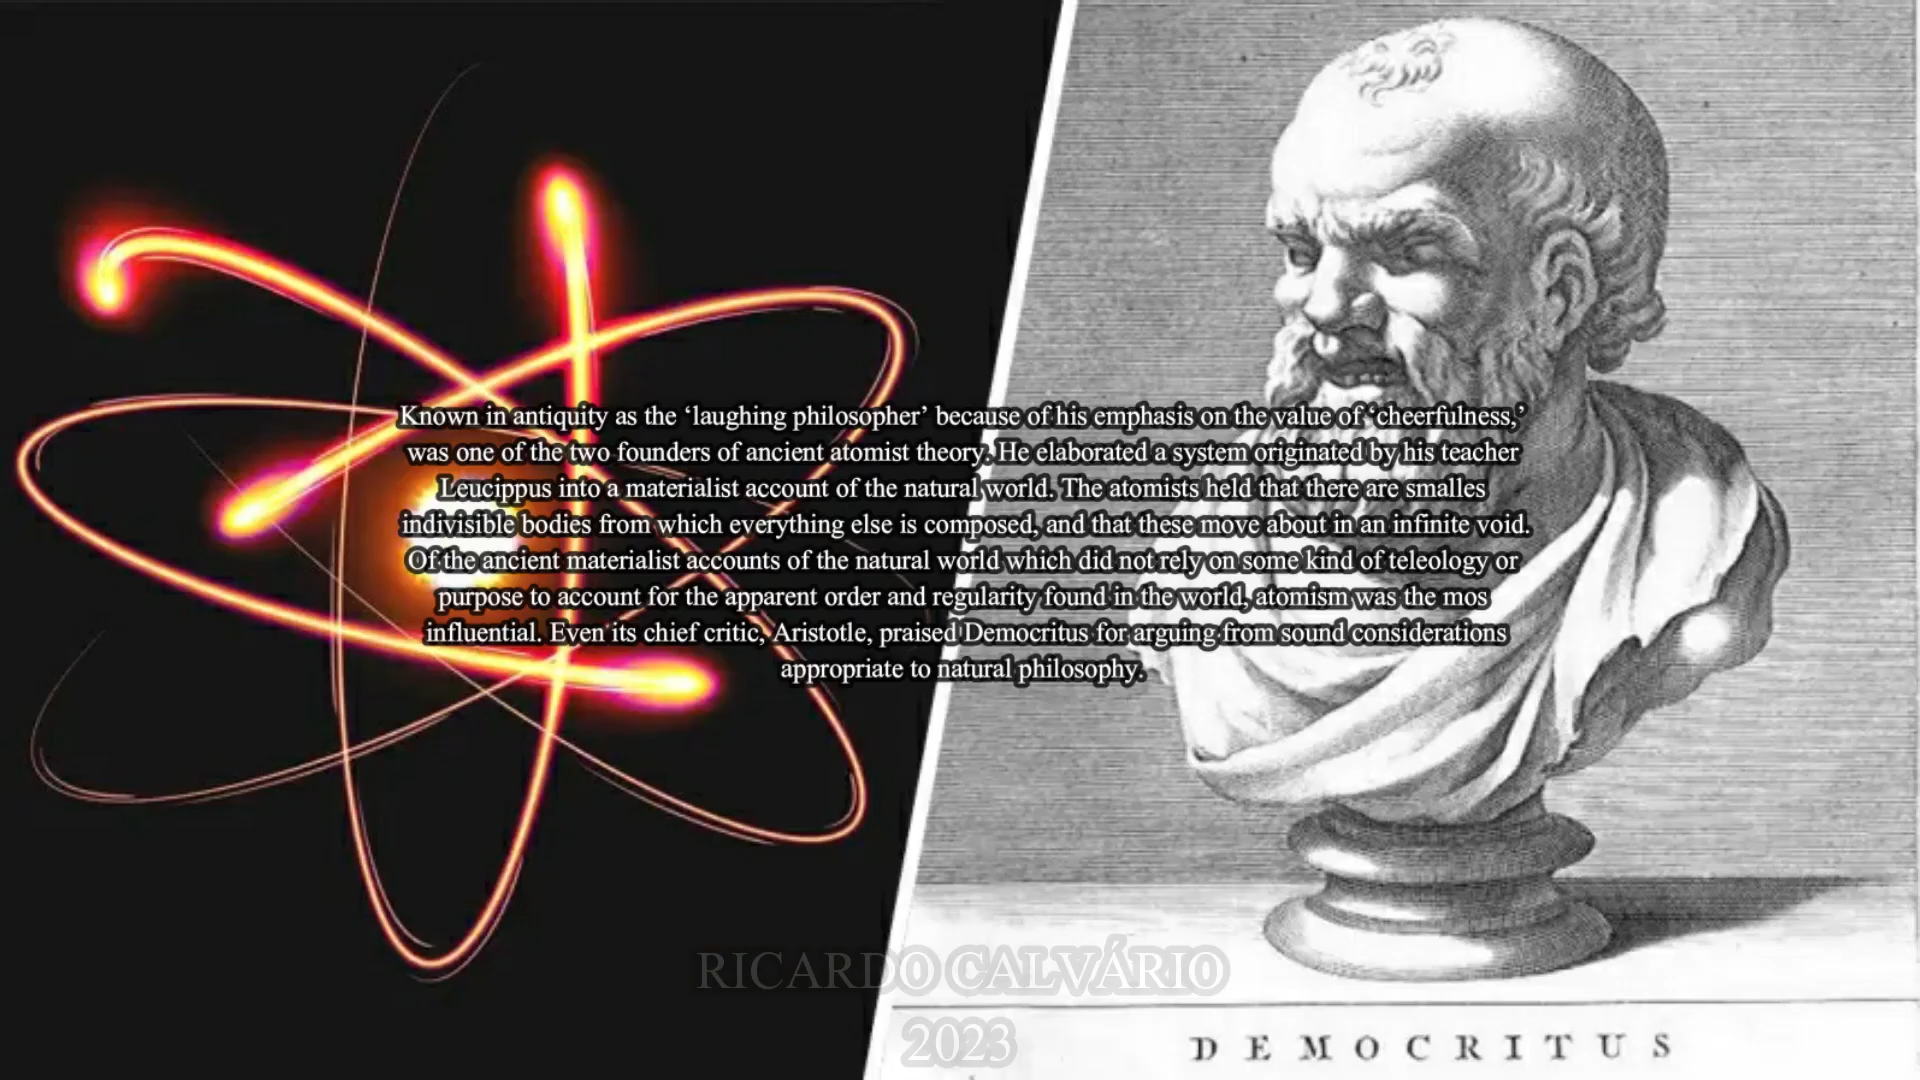 Known in antiquity as the ‘laughing philosopher’ because of his emphasis on the value of ‘cheerfulness,’
was one of the two founders of ancient atomist theory. He elaborated a system originated by his teacher
Leucippus into a materialist account of the natural world. The atomists held that there are smalles
indivisible bodies from which everything else is composed, and that these move about in an infinite void.
Of the ancient materialist accounts of the natural world which did not rely on some kind of teleology or
purpose to account for the apparent order and regularity found in the world, atomism was the mos
influential. Even its chief critic, Aristotle, praised Democritus for arguing from sound considerations
appropriate to natural philosophy.
RICARDO CALVÁRIO
2023
DEMOCRITUS